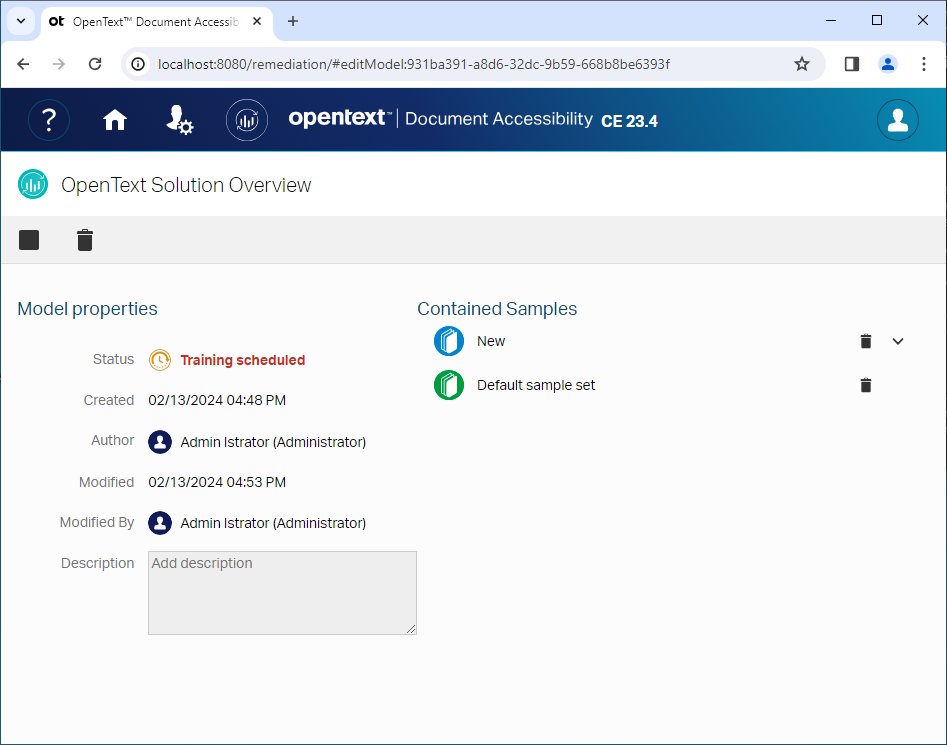 ot OpenText™ Document Accessib
localhost:8080/remediation/#editModel:931ba391-a8d6-32dc-9b59-668b8be6393f
? opentext™ | Document Accessibility CE 23.4
OpenText Solution Overview
Model properties
Status Training scheduled
Created 02/13/2024 04:48 PM
Author Admin Istrator (Administrator)
Modified 02/13/2024 04:53 PM
Modified By Admin Istrator (Administrator)
Description Add description
Contained Samples
New
Default sample set